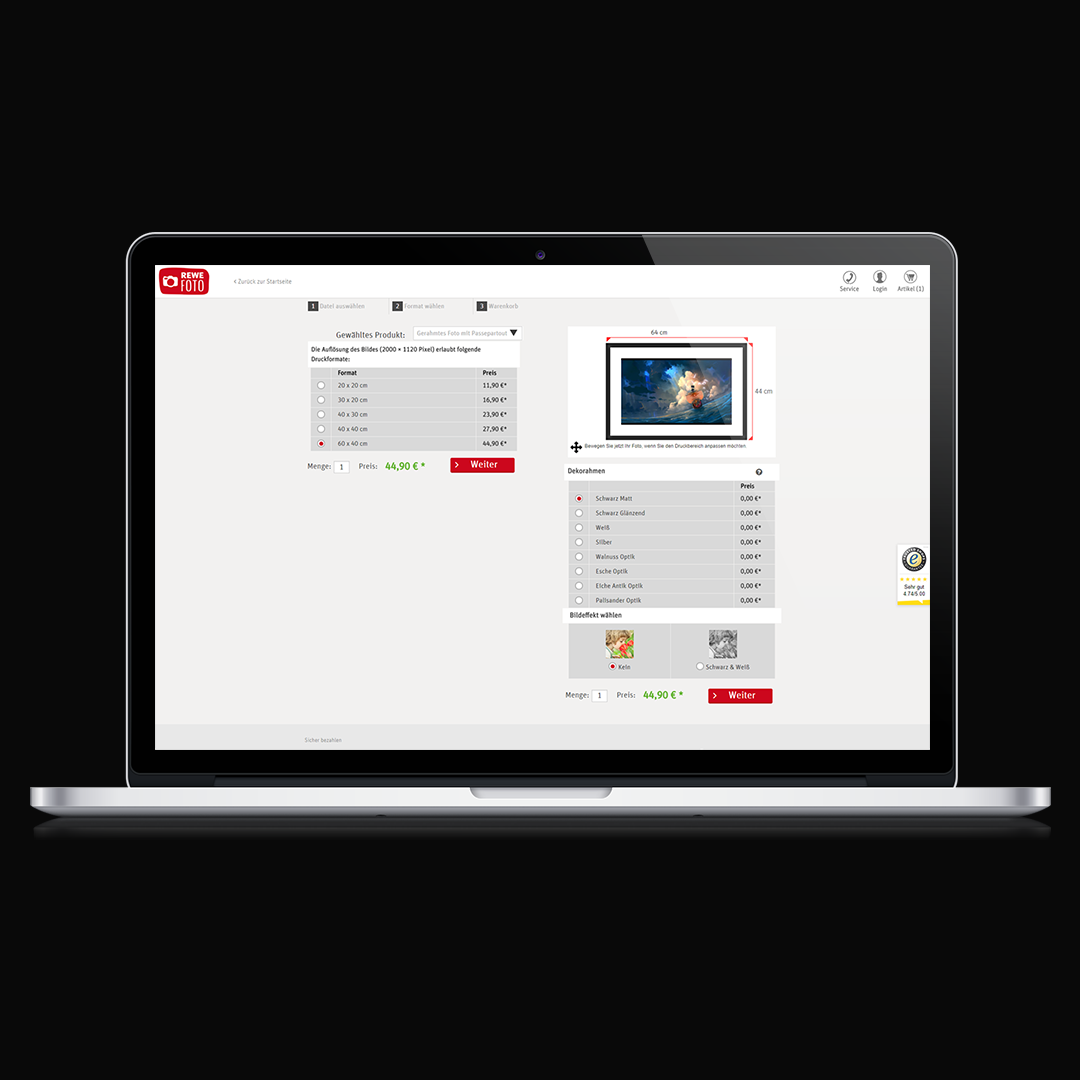 REWE
FOTO
< Zurück zur Startseite
Service
Login
Artikel (1)
1 Datei auswählen
2 Format wählen
3 Warenkorb
Gewähltes Produkt: Gerahmtes Foto mit Passepartout
Die Auflösung des Bildes (2000 × 1120 Pixel) erlaubt folgende
Druckformate:
Format Preis
20 x 20 cm 11,90 €*
30 x 20 cm 16,90 €*
40 x 30 cm 23,90 €*
40 x 40 cm 27,90 €*
60 x 40 cm 44,90 €*
Menge: 1 Preis: 44,90 € * Weiter
64 cm
44 cm
Bewegen Sie jetzt Ihr Foto, wenn Sie den Druckbereich anpassen möchten.
Dekorahmen ?
Preis
Schwarz Matt 0,00 €*
Schwarz Glänzend 0,00 €*
Weiß 0,00 €*
Silber 0,00 €*
Walnuss Optik 0,00 €*
Esche Optik 0,00 €*
Eiche Antik Optik 0,00 €*
Palisander Optik 0,00 €*
Bildeffekt wählen
Kein
Schwarz & Weiß
Menge: 1 Preis: 44,90 € * Weiter
e
Sehr gut
4.74/5.00
Sicher bezahlen